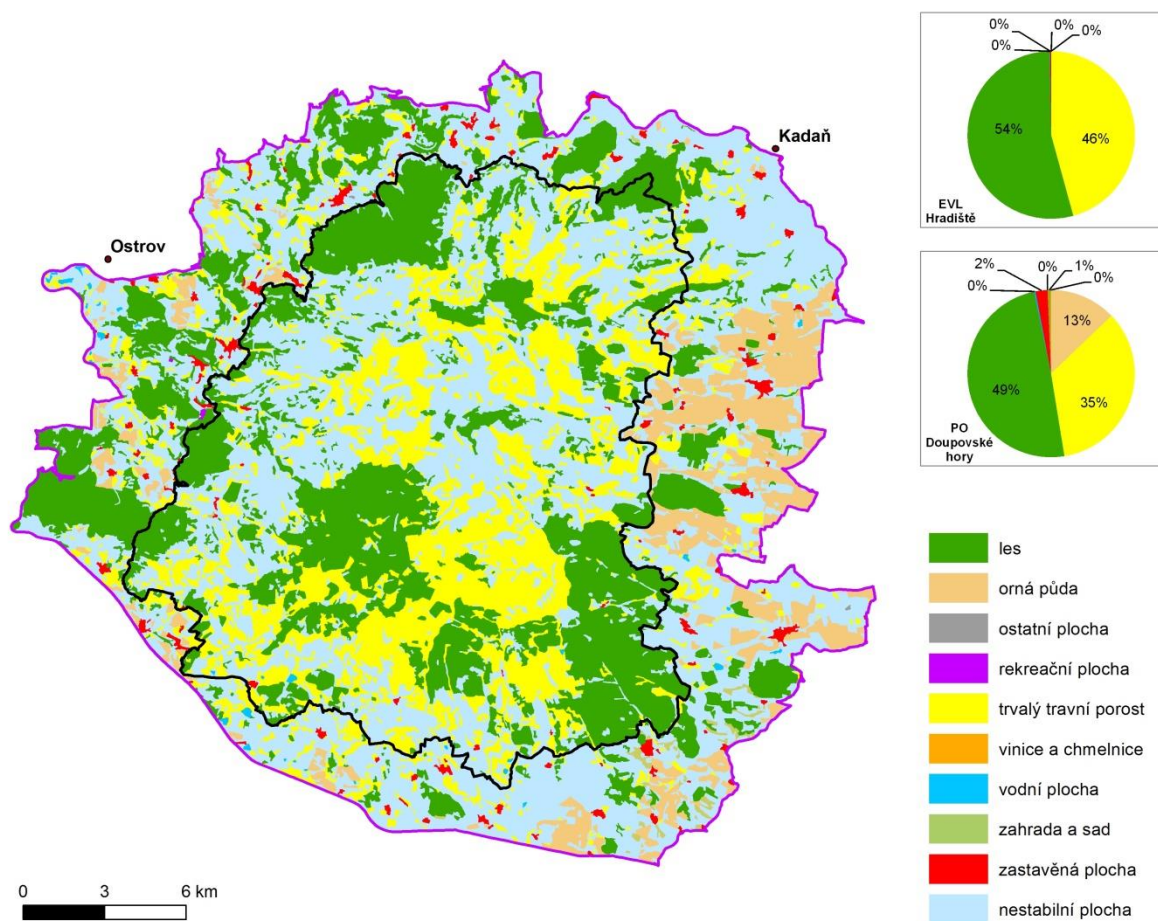 0%
0%
0%
0%
54%
46%
EVL
Hradiště
Kadaň
Ostrov
2%
0%
1%
0%
0%
13%
49%
35%
PO
Doupovské
hory
les
orná půda
ostatní plocha
rekreační plocha
trvalý travní porost
vinice a chmelnice
vodní plocha
zahrada a sad
zastavěná plocha
nestabilní plocha
0 3 6 km